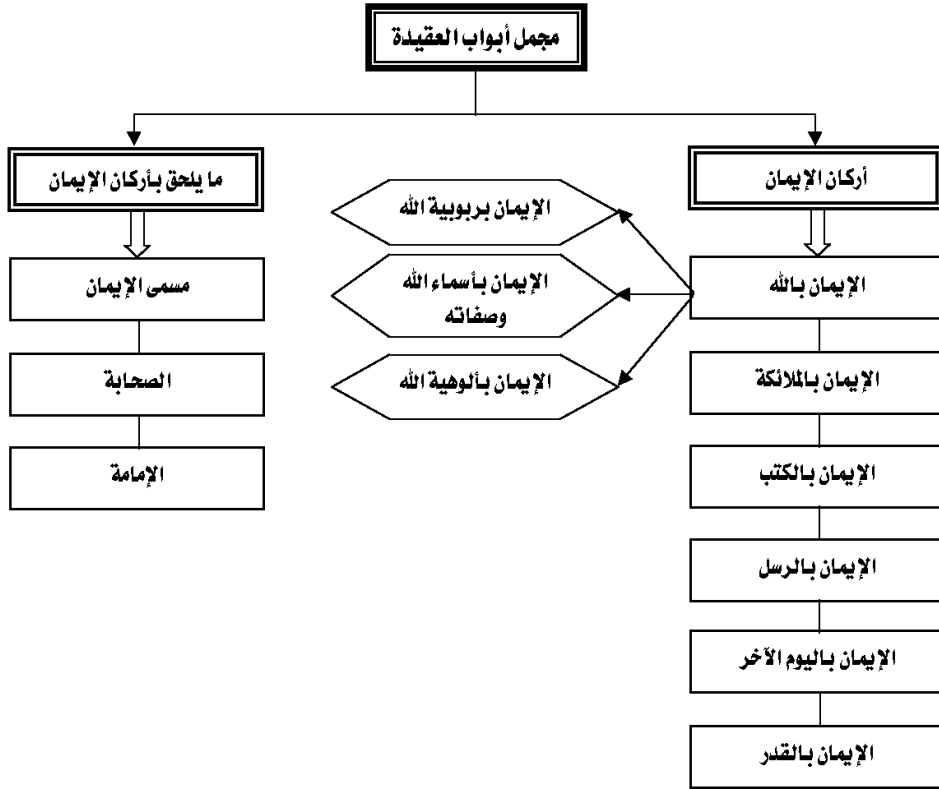 مجمل أبواب العقيدة
أركان الإيمان
ما يلحق بأركان الإيمان
الإيمان بالله
الإيمان بالملائكة
الإيمان بالكتب
الإيمان بالرسل
الإيمان باليوم الآخر
الإيمان بالقدر
الإيمان بربوبية الله
الإيمان بأسماء الله
وصفاته
الإيمان بألوهية الله
مسمى الإيمان
الصحابة
الإمامة